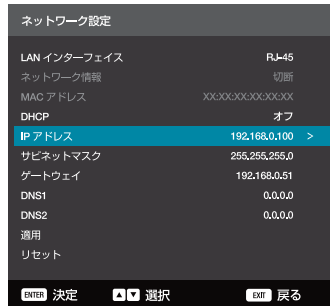 ネットワーク設定
LAN インターフェイス RJ-45
ネットワーク情報 切断
MAC アドレス XX:XX:XX:XX:XX:XX
DHCP オフ
IP アドレス 192.168.0.100 >
サビネットマスク 255.255.255.0
ゲートウェイ 192.168.0.51
DNS1 0.0.0.0
DNS2 0.0.0.0
適用
リセット
ENTER 決定 ▲▼ 選択 EXIT 戻る